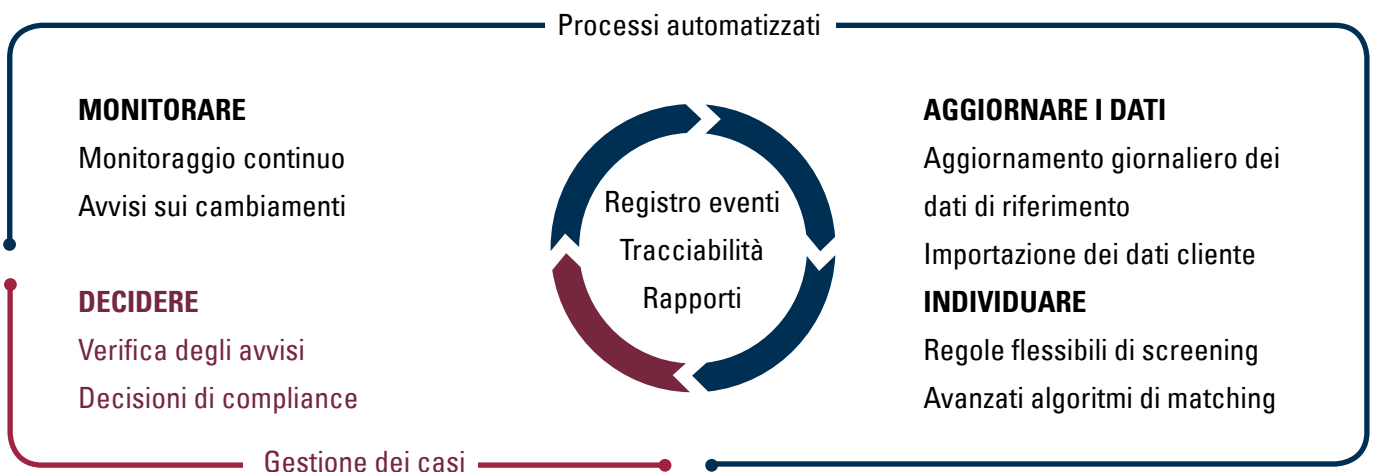 Processi automatizzati
MONITORARE
Monitoraggio continuo
Avvisi sui cambiamenti
DECIDERE
Verifica degli avvisi
Decisioni di compliance
Registro eventi
Tracciabilità
Rapporti
AGGIORNARE I DATI
Aggiornamento giornaliero dei
dati di riferimento
Importazione dei dati cliente
INDIVIDUARE
Regole flessibili di screening
Avanzati algoritmi di matching
Gestione dei casi